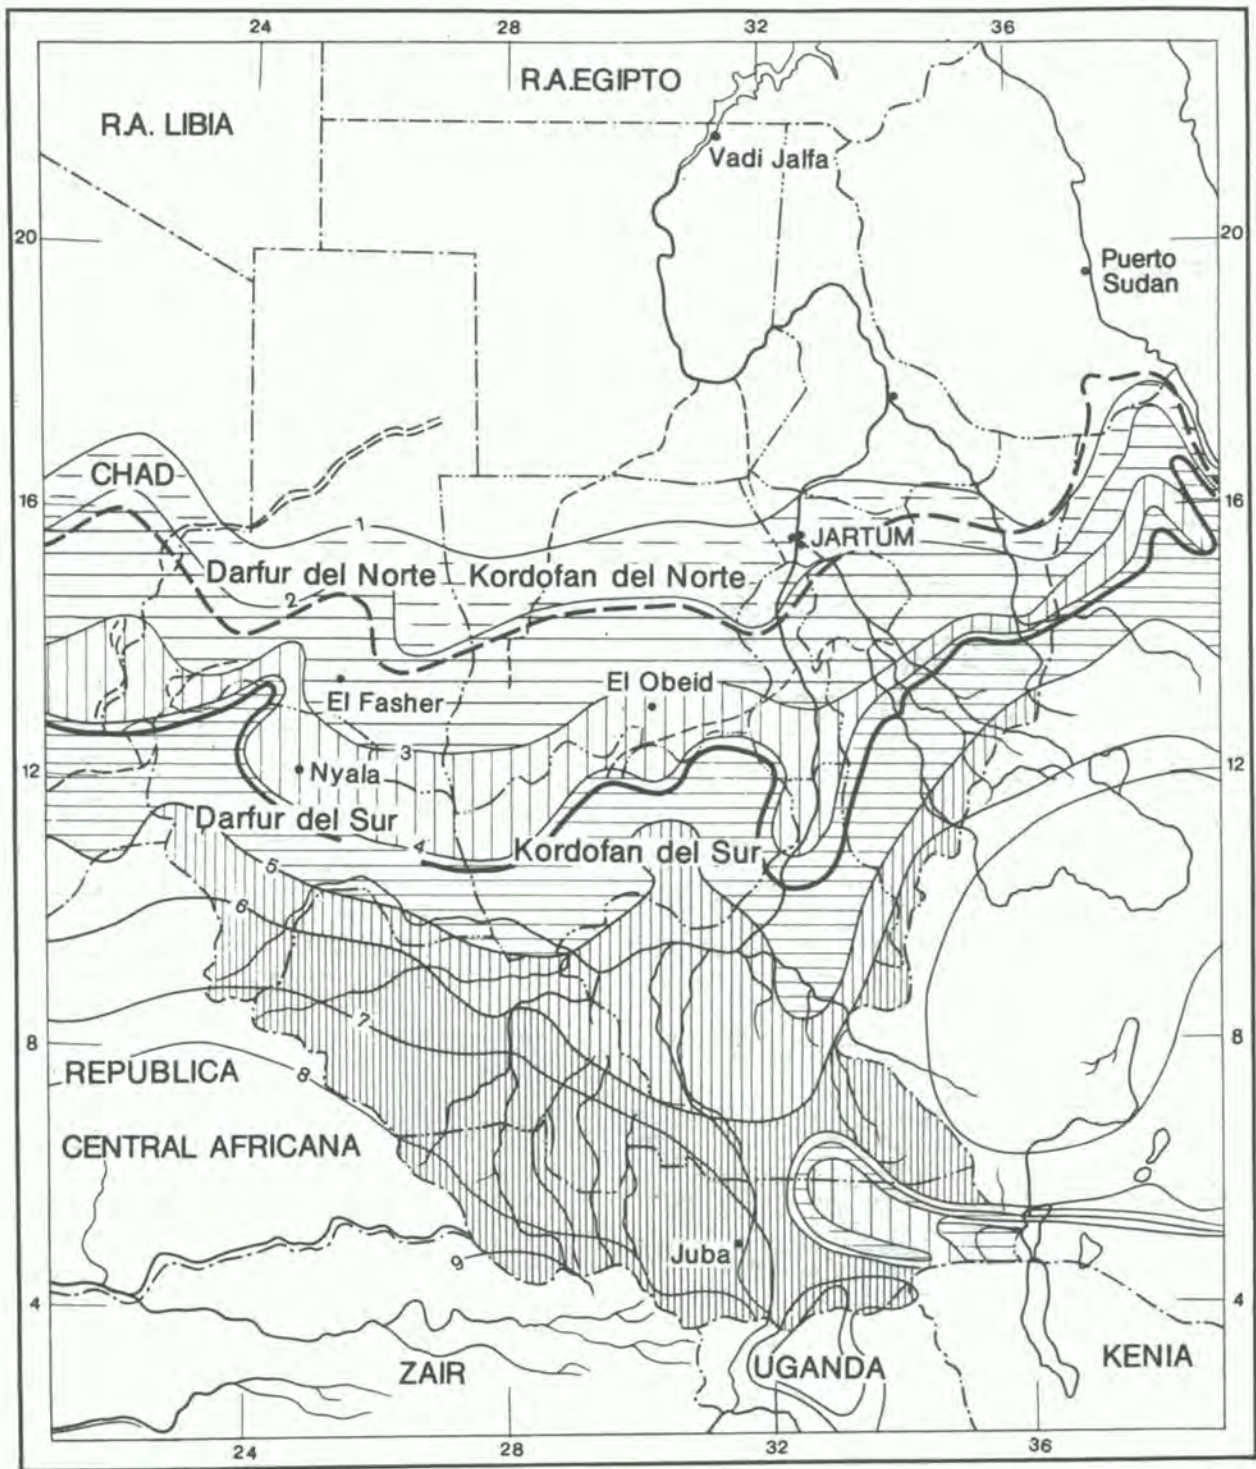 24 28 32 36
R.A. LIBIA
R.A.EGIPTO
Vadi Jalfa
20 20
Puerto
Sudan
CHAD
16 16
1
JARTUM
Darfur del Norte Kordofan del Norte
2
El Fasher
El Obeid
3
12 12
Nyala
Darfur del Sur
4
Kordofan del Sur
5
6
7
8 8
8
REPUBLICA
CENTRAL AFRICANA
Juba
9
4 4
ZAIR
UGANDA
KENIA
24 28 32 36